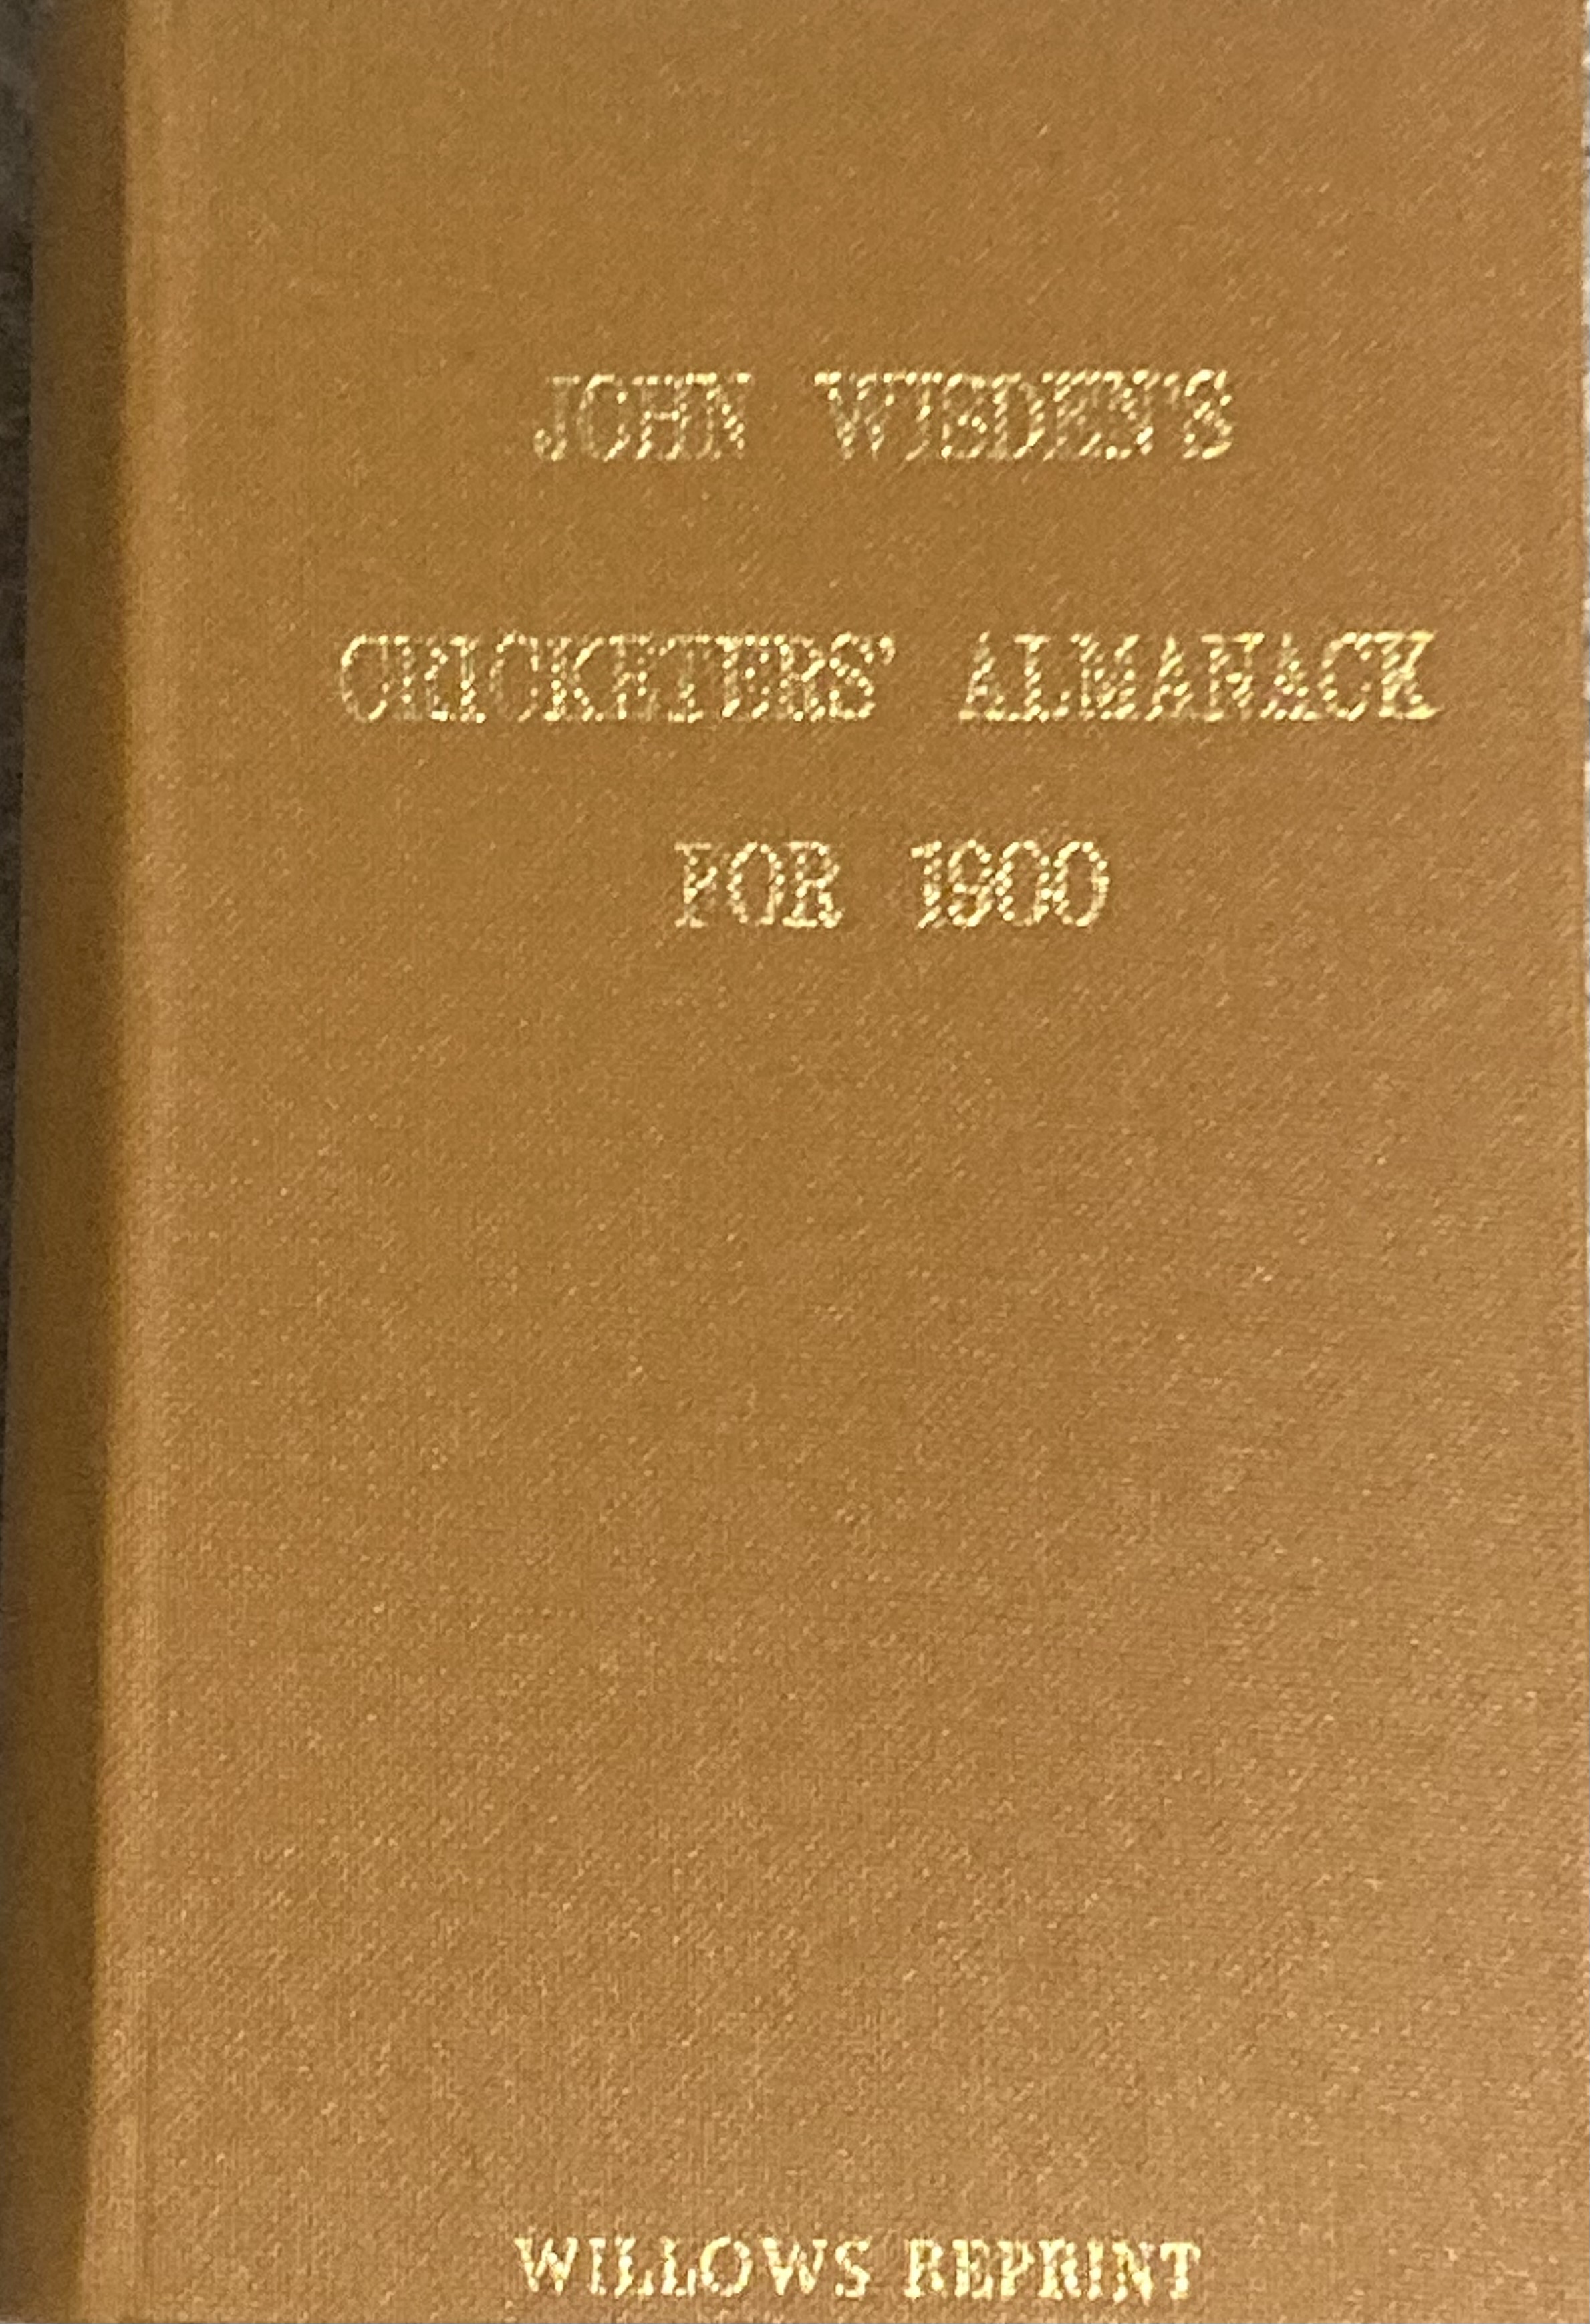 JOHN WISDEN'S
CRICKETERS' ALMANACK
FOR 1900
WILLOWS REPRINT